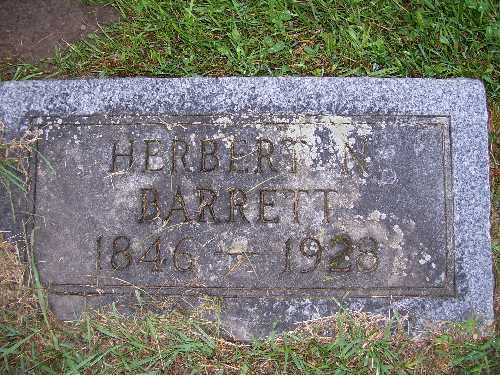 HERBERT N
BARRETT
1846 — 1928